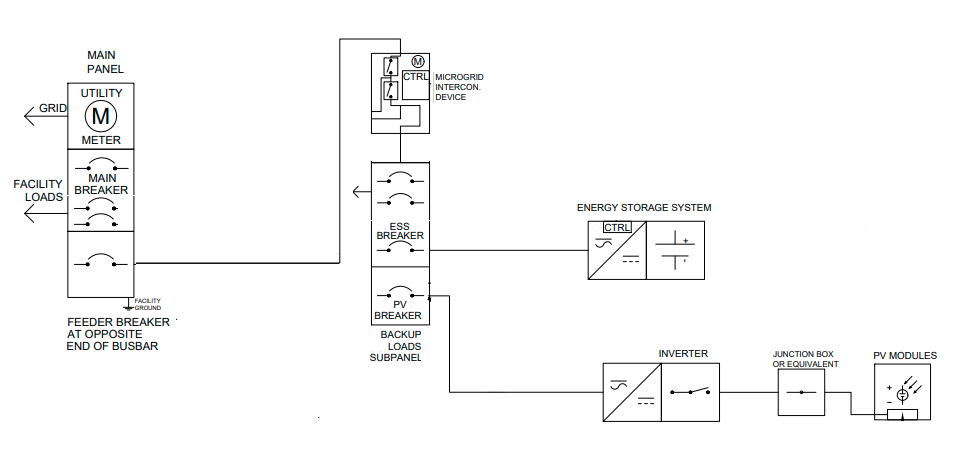 MAIN
PANEL
UTILITY
M
METER
GRID
MAIN
BREAKER
FACILITY
LOADS
FACILITY
GROUND
FEEDER BREAKER
AT OPPOSITE
END OF BUSBAR
M
CTRL
MICROGRID
INTERCON.
DEVICE
ESS
BREAKER
PV
BREAKER
BACKUP
LOADS
SUBPANEL
ENERGY STORAGE SYSTEM
CTRL
+
INVERTER
JUNCTION BOX
OR EQUIVALENT
PV MODULES
+
-